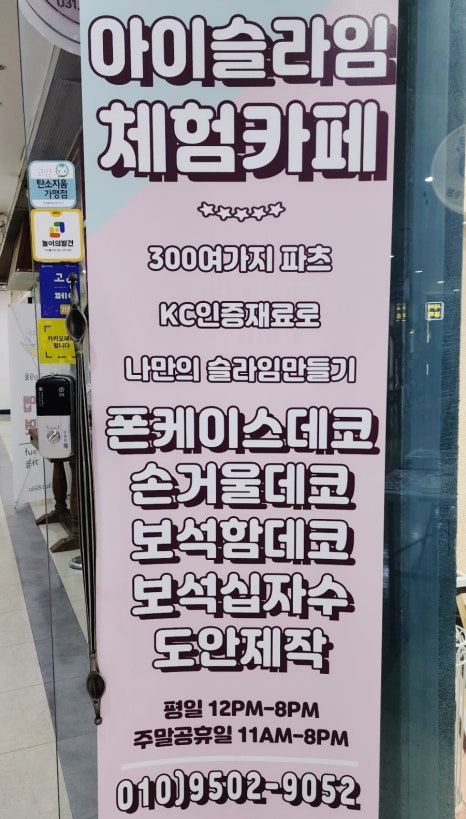 아이슬라임
체험카페
300여가지 파츠
KC인증재료로
나만의 슬라임만들기
폰케이스데코
손거울데코
보석함데코
보석십자수
도안제작
평일 12PM-8PM
주말공휴일 11AM-8PM
010)9502-9052
탄소지움
가맹점
놀이의발견